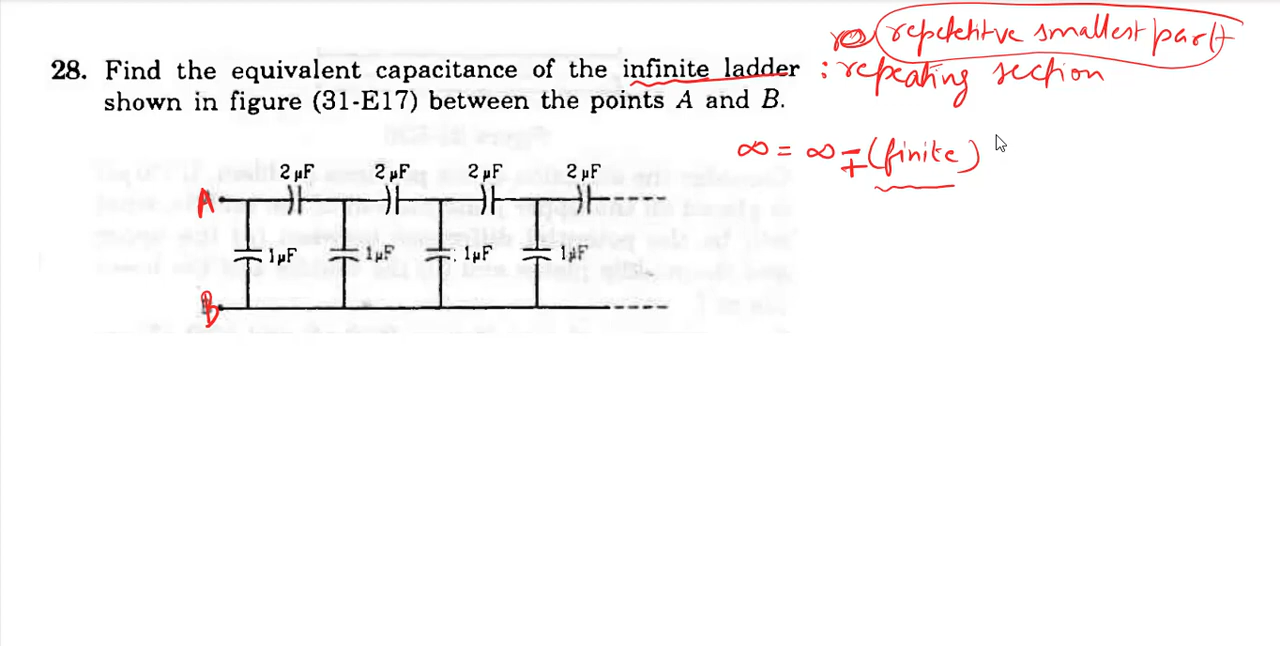 repetitive smallest part
28. Find the equivalent capacitance of the infinite ladder : repeating section
shown in figure (31-E17) between the points A and B.
∞ = ∞ ∓ (finite)
2 µF 2 µF 2 µF 2 µF
A
1µF 1µF 1µF 1µF
B